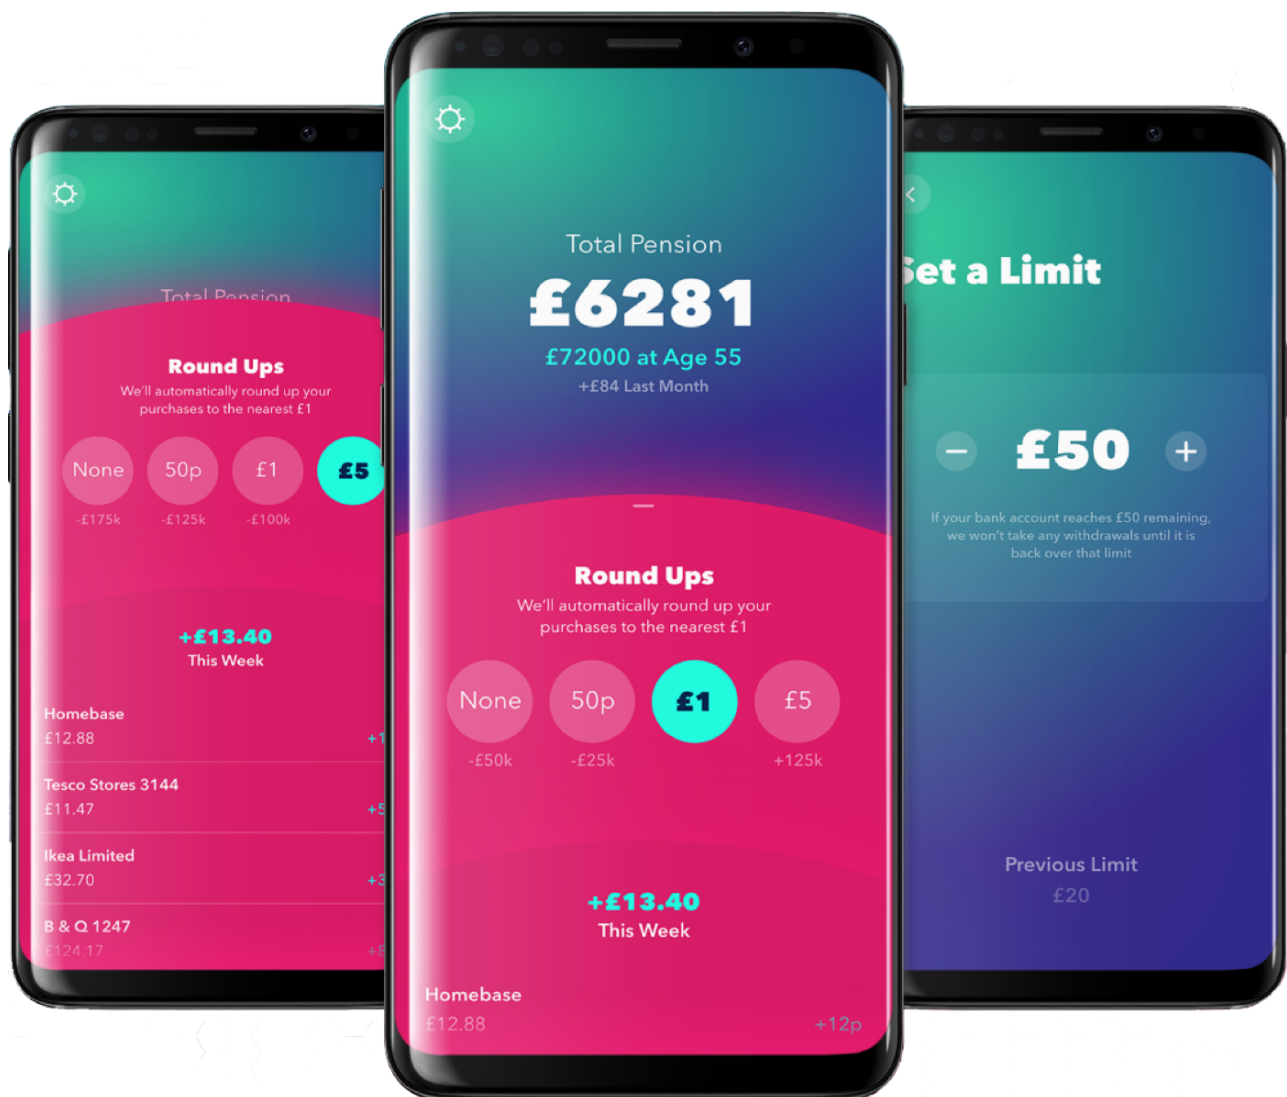 Total Pension
Round Ups
We'll automatically round up your
purchases to the nearest £1
None
50p
£1
£5
-£175k
-£125k
-£100k
+£13.40
This Week
Homebase
£12.88
Tesco Stores 3144
£11.47
Ikea Limited
£32.70
B & Q 1247
£124.17
Total Pension
£6281
£72000 at Age 55
+£84 Last Month
Round Ups
We'll automatically round up your
purchases to the nearest £1
None
50p
£1
£5
-£50k
-£25k
+125k
+£13.40
This Week
Homebase
£12.88
+12p
Set a Limit
£50
If your bank account reaches £50 remaining,
we won't take any withdrawals until it is
back over that limit
Previous Limit
£20